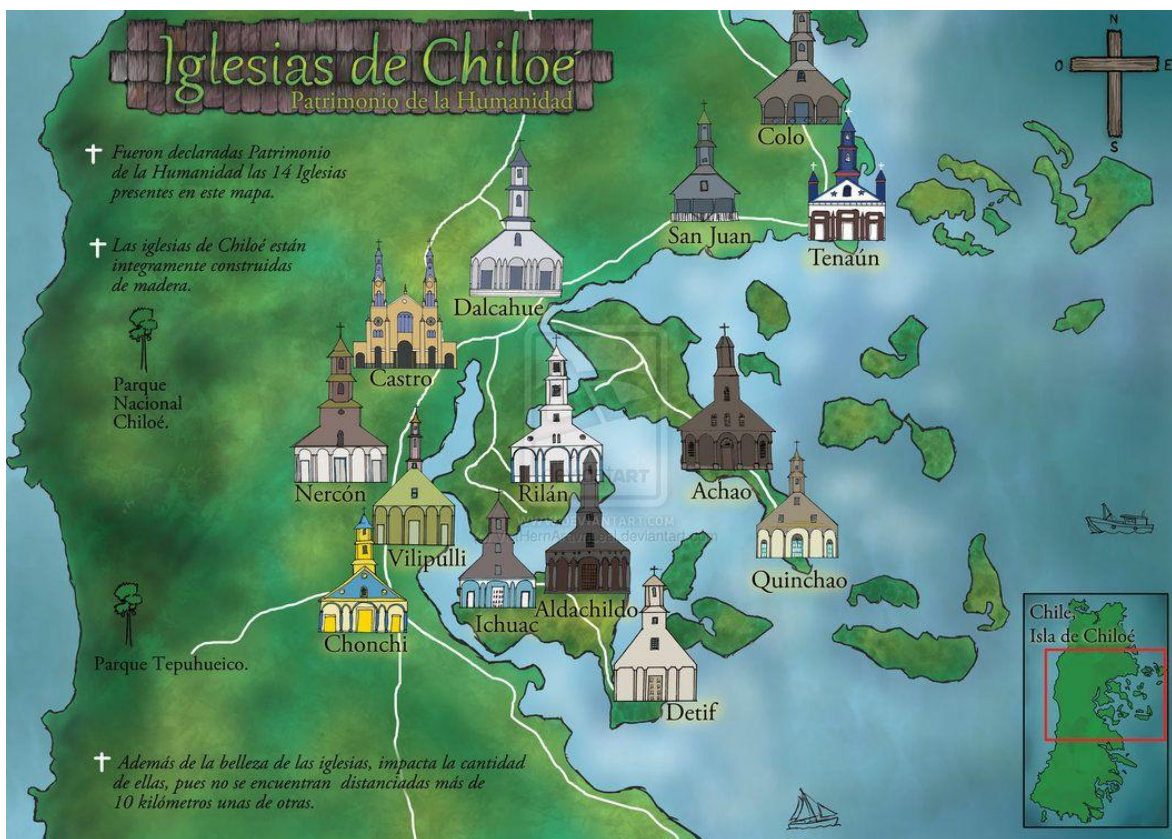 Iglesias de Chiloé
Patrimonio de la Humanidad
N
O
E
S
Fueron declaradas Patrimonio
de la Humanidad las 14 Iglesias
presentes en este mapa.
Las iglesias de Chiloé están
integramente construidas
de madera.
Parque
Nacional
Chiloé.
Colo
San Juan
Tenaún
Dalcahue
Castro
Nercón
Rilán
Achao
Vilipulli
Quinchao
Ichuac
Aldachildo
Chonchi
Detif
Parque Tepuhueico.
Chile,
Isla de Chiloé
Además de la belleza de las iglesias, impacta la cantidad
de ellas, pues no se encuentran distanciadas más de
10 kilómetros unas de otras.